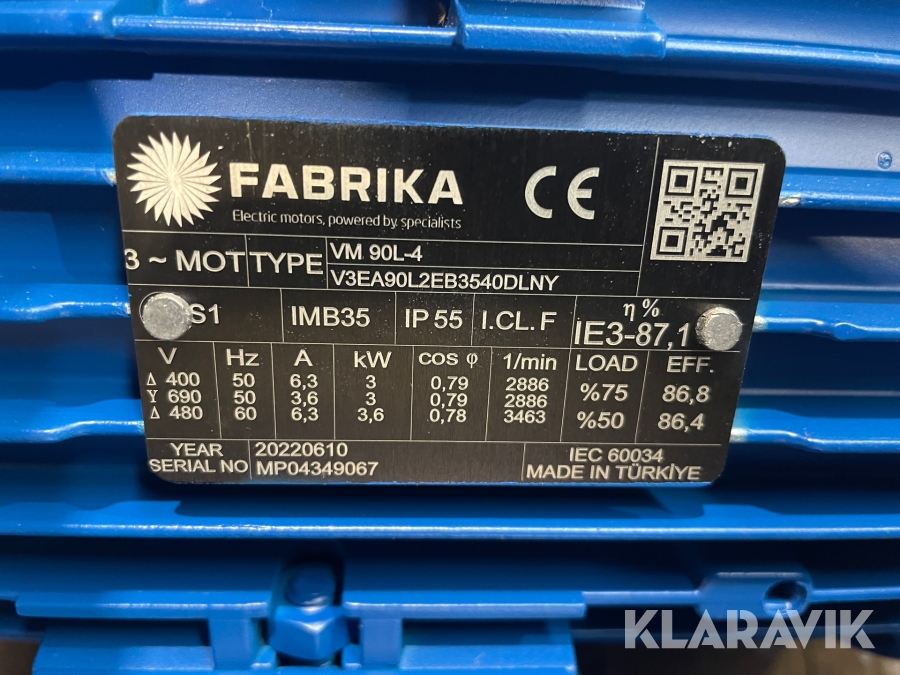 FABRIKA
Electric motors, powered by specialists
CE
3 ~ MOT TYPE VM 90L-4
V3EA90L2EB3540DLNY
S1 IMB35 IP 55 I.CL. F η % IE3-87,1
V Hz A kW cos φ 1/min LOAD EFF.
Δ 400 50 6,3 3 0,79 2886 %75 86,8
Y 690 50 3,6 3 0,79 2886
Δ 480 60 6,3 3,6 0,78 3463 %50 86,4
YEAR 20220610 IEC 60034
SERIAL NO MP04349067 MADE IN TÜRKİYE
KLARAVIK